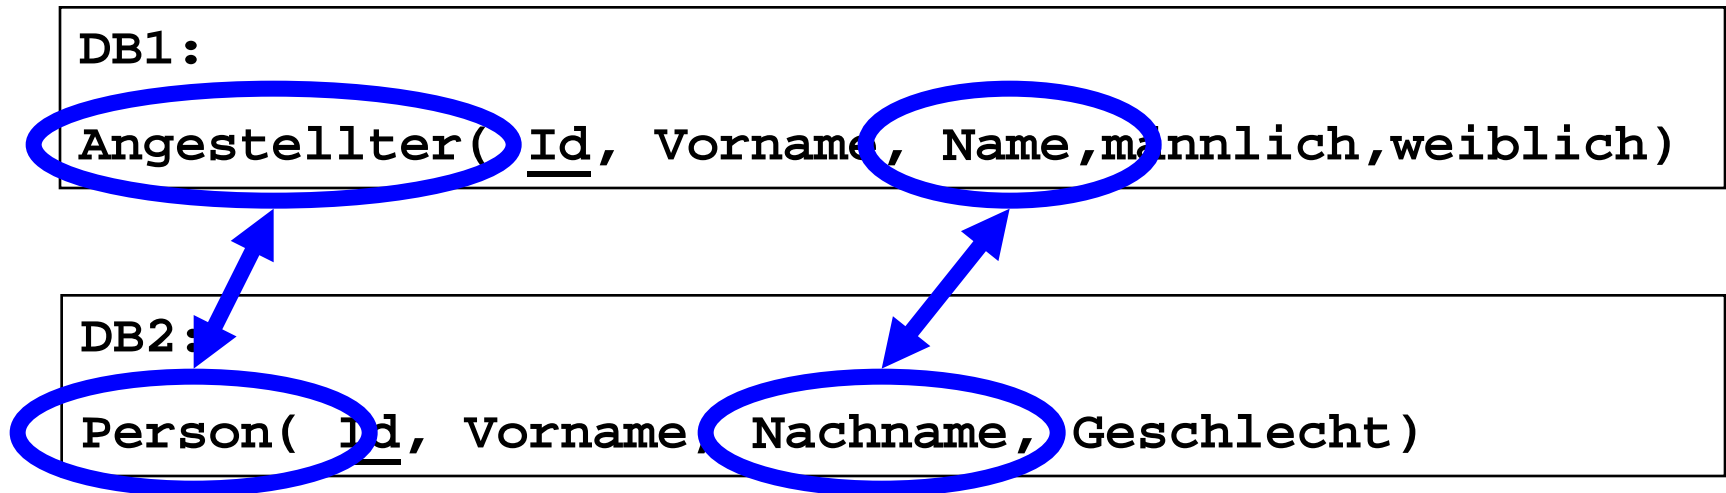 DB1:
Angestellter( Id, Vorname, Name,männlich,weiblich)
DB2:
Person( Id, Vorname, Nachname, Geschlecht)